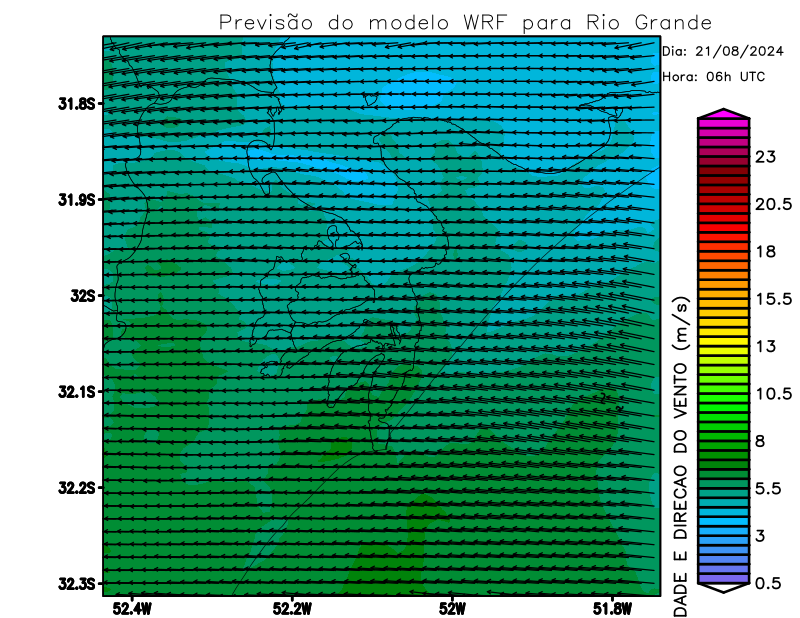 Previsão do modelo WRF para Rio Grande
Dia: 21/08/2024
Hora: 06h UTC
31.8S
31.9S
32S
32.1S
32.2S
32.3S
52.4W
52.2W
52W
51.8W
23
20.5
18
15.5
13
10.5
8
5.5
3
0.5
DADE E DIRECAO DO VENTO (m/s)